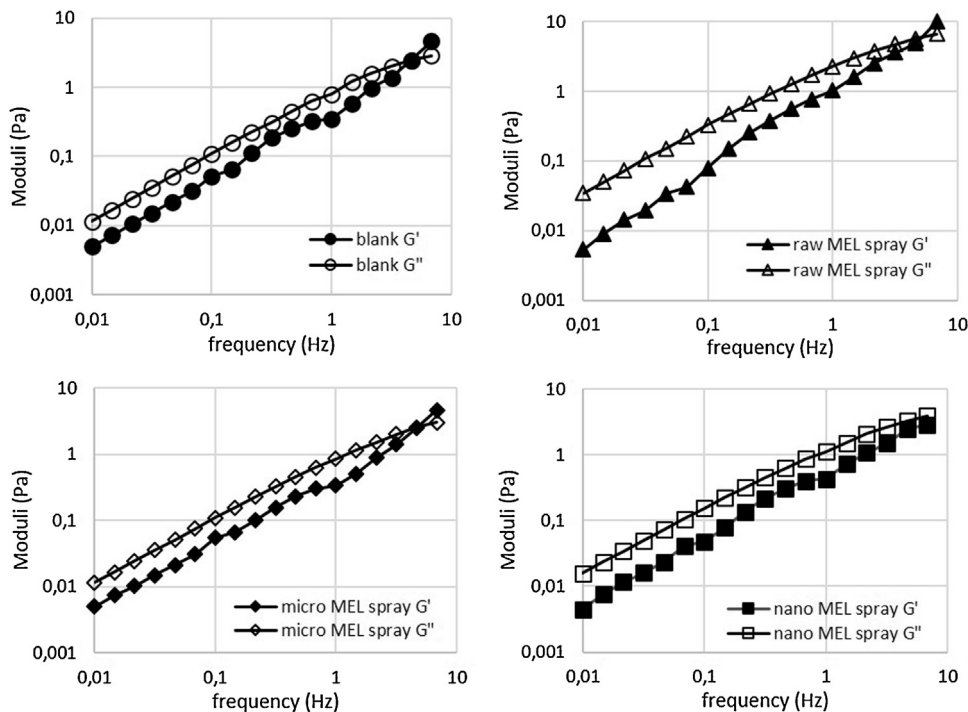 10
1
0,1
0,01
0,001
Moduli (Pa)
blank G'
blank G"
0,01 0,1 1 10
frequency (Hz)
10
1
0,1
0,01
0,001
Moduli (Pa)
raw MEL spray G'
raw MEL spray G"
0,01 0,1 1 10
frequency (Hz)
10
1
0,1
0,01
0,001
Moduli (Pa)
micro MEL spray G'
micro MEL spray G"
0,01 0,1 1 10
frequency (Hz)
10
1
0,1
0,01
0,001
Moduli (Pa)
nano MEL spray G'
nano MEL spray G"
0,01 0,1 1 10
frequency (Hz)